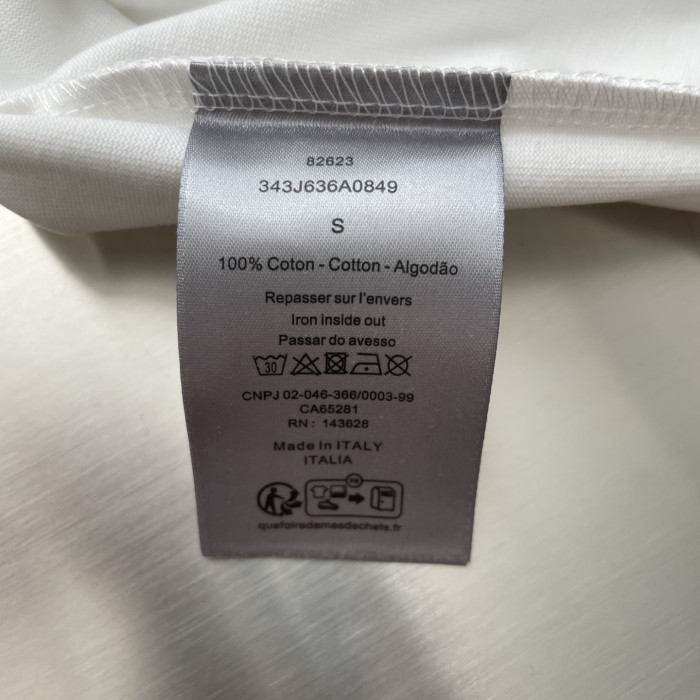 82623
343J636A0849
S
100% Coton - Cotton - Algodão
Repasser sur l'envers
Iron inside out
Passar do avesso
30
CNPJ 02-046-366/0003-99
CA65281
RN : 143628
Made In ITALY
ITALIA
FR
quefairedemesdechets.fr